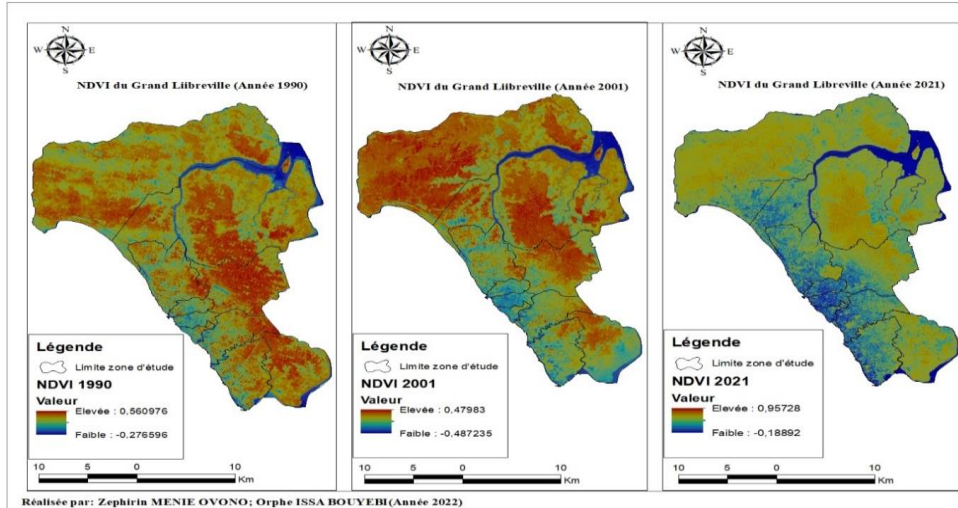 N
W E
S
NDVI du Grand Liibreville (Année 1990)
Légende
Limite zone d'étude
NDVI 1990
Valeur
Elevée : 0,560976
Faible : -0,276596
10 5 0 10
Km
N
W E
S
NDVI du Grand Liibreville (Année 2001)
Légende
Limite zone d'étude
NDVI 2001
Valeur
Elevée : 0,47983
Faible : -0,487235
10 5 0 10
Km
N
W E
S
NDVI du Grand Liibreville (Année 2021)
Légende
Limite zone d'étude
NDVI 2021
Valeur
Elevée : 0,95728
Faible : -0,18892
10 5 0 10
Km
Réalisée par: Zephirin MENIE OVONO; Orphe ISSA BOUYEBI(Année 2022)